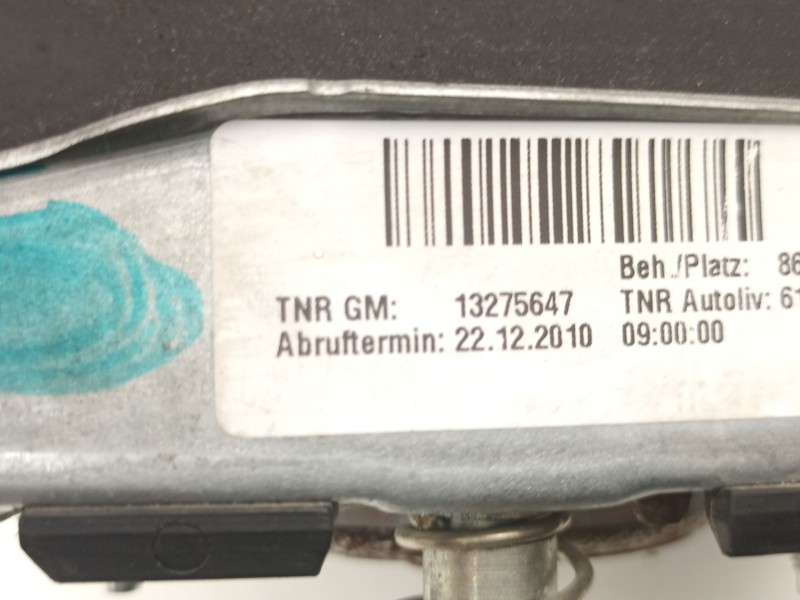 Beh./Platz: 86
TNR GM: 13275647 TNR Autoliv: 61
Abruftermin: 22.12.2010 09:00:00